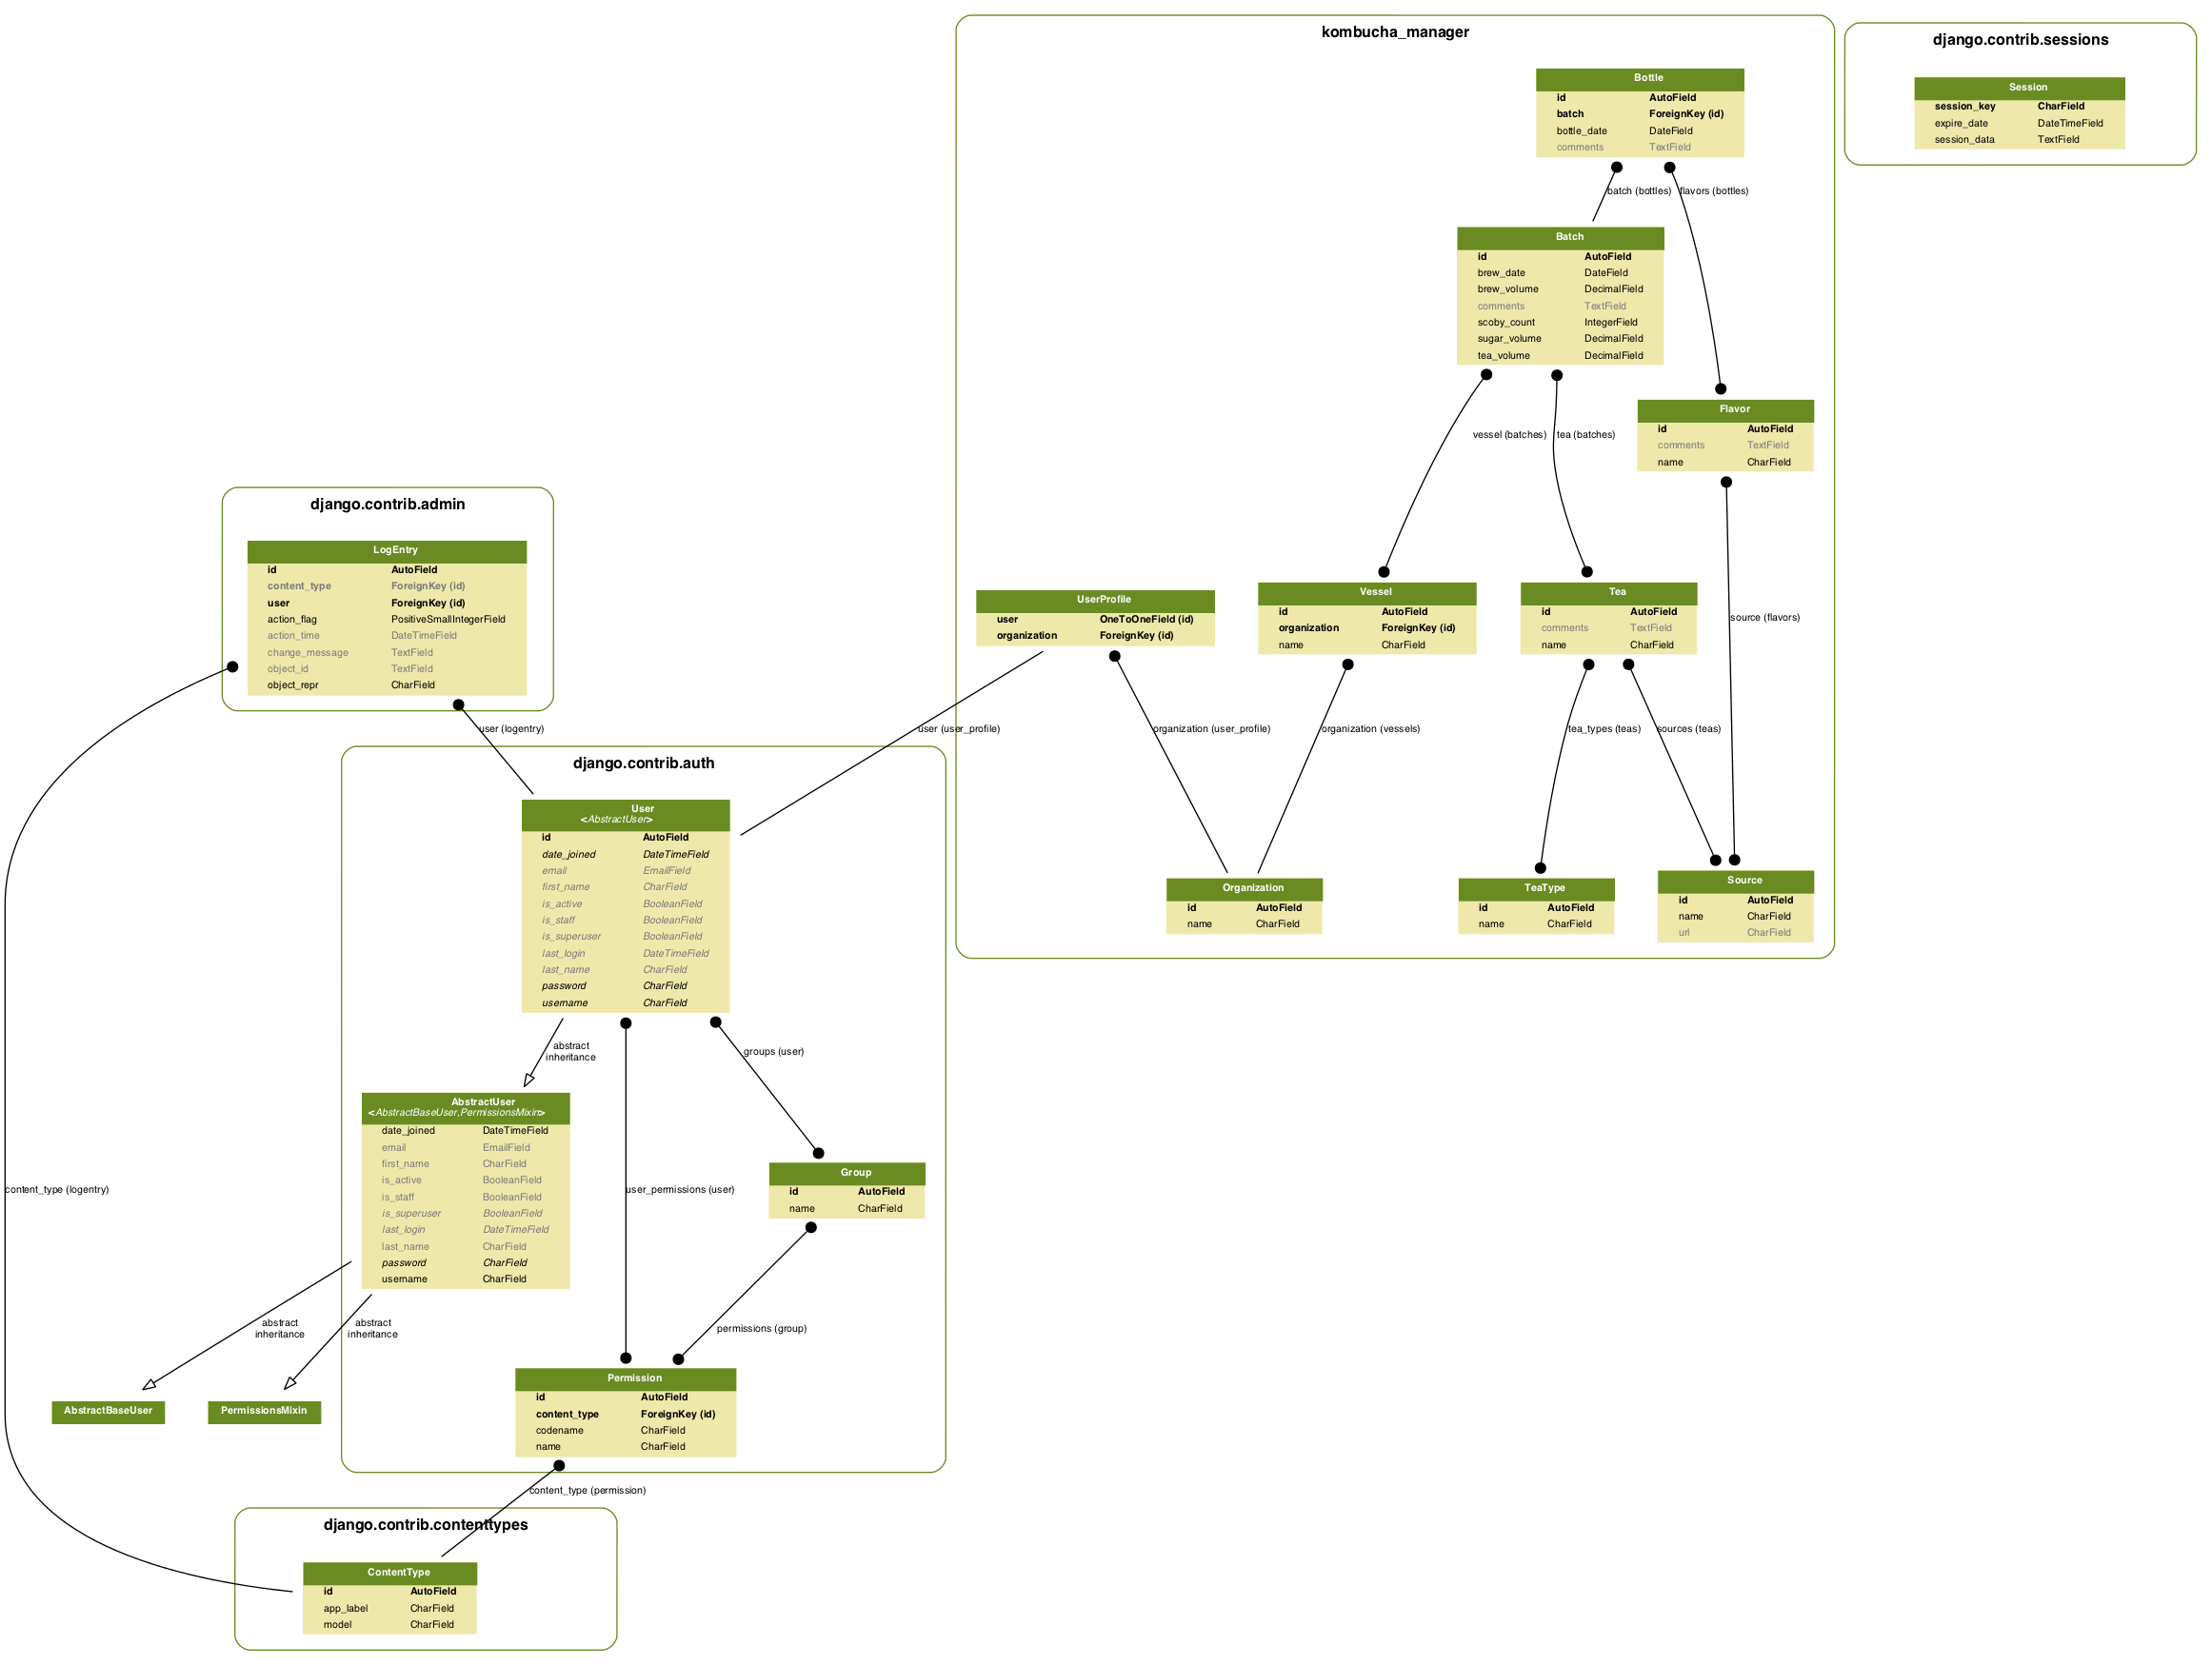 kombucha_manager
Bottle
id AutoField
batch ForeignKey (id)
bottle_date DateField
comments TextField
batch (bottles)
flavors (bottles)
Batch
id AutoField
brew_date DateField
brew_volume DecimalField
comments TextField
scoby_count IntegerField
sugar_volume DecimalField
tea_volume DecimalField
vessel (batches)
tea (batches)
Flavor
id AutoField
comments TextField
name CharField
source (flavors)
UserProfile
user OneToOneField (id)
organization ForeignKey (id)
Vessel
id AutoField
organization ForeignKey (id)
name CharField
Tea
id AutoField
comments TextField
name CharField
user (user_profile)
organization (user_profile)
organization (vessels)
tea_types (teas)
sources (teas)
Organization
id AutoField
name CharField
TeaType
id AutoField
name CharField
Source
id AutoField
name CharField
url CharField
django.contrib.sessions
Session
session_key CharField
expire_date DateTimeField
session_data TextField
django.contrib.admin
LogEntry
id AutoField
content_type ForeignKey (id)
user ForeignKey (id)
action_flag PositiveSmallIntegerField
action_time DateTimeField
change_message TextField
object_id TextField
object_repr CharField
user (logentry)
content_type (logentry)
django.contrib.auth
User
<AbstractUser>
id AutoField
date_joined DateTimeField
email EmailField
first_name CharField
is_active BooleanField
is_staff BooleanField
is_superuser BooleanField
last_login DateTimeField
last_name CharField
password CharField
username CharField
abstract
inheritance
groups (user)
user_permissions (user)
AbstractUser
<AbstractBaseUser,PermissionsMixin>
date_joined DateTimeField
email EmailField
first_name CharField
is_active BooleanField
is_staff BooleanField
is_superuser BooleanField
last_login DateTimeField
last_name CharField
password CharField
username CharField
Group
id AutoField
name CharField
permissions (group)
abstract
inheritance
abstract
inheritance
AbstractBaseUser
PermissionsMixin
Permission
id AutoField
content_type ForeignKey (id)
codename CharField
name CharField
content_type (permission)
django.contrib.contenttypes
ContentType
id AutoField
app_label CharField
model CharField